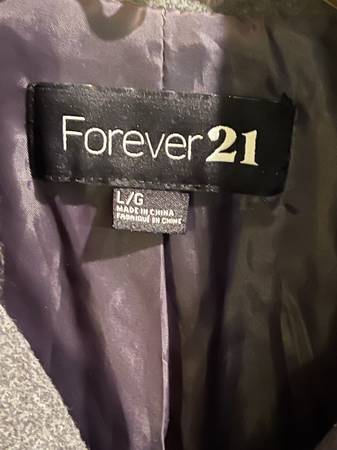 Forever 21
L/G
MADE IN CHINA
FABRIQUÉ EN CHINE